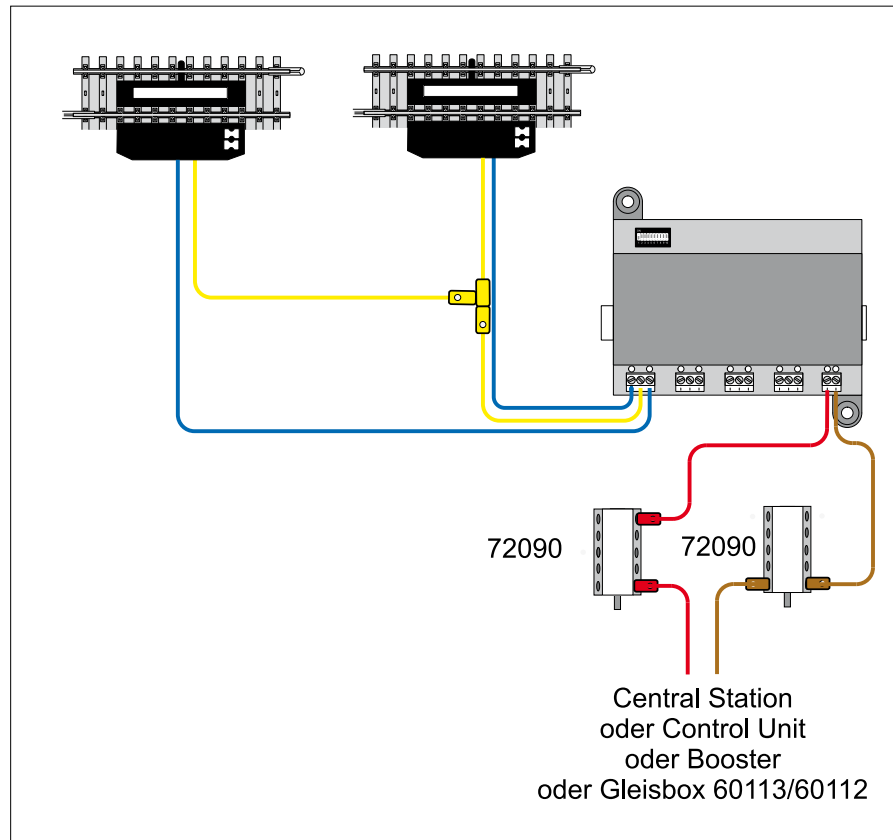 72090
72090
Central Station
oder Control Unit
oder Booster
oder Gleisbox 60113/60112